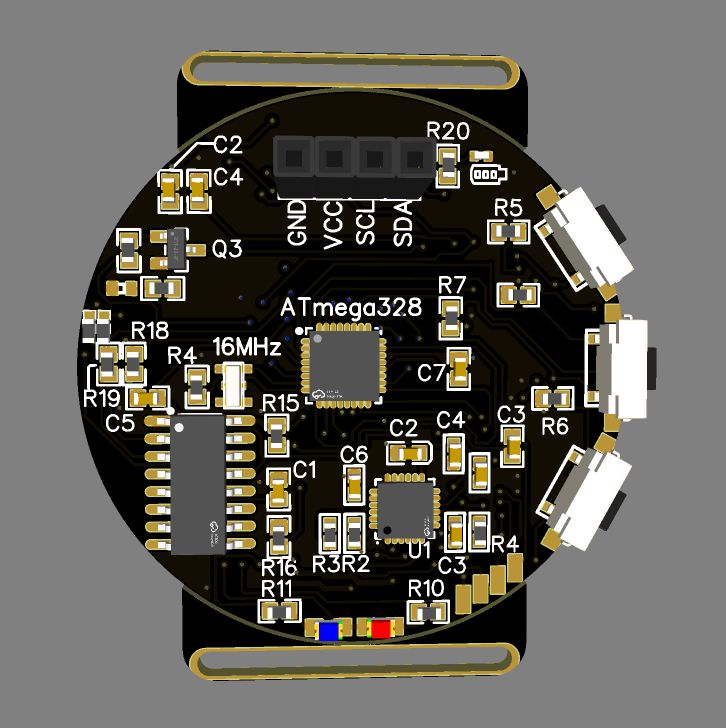 R20
C2
C4
GND
VCC
SCL
SDA
R5
Q3
R7
ATmega328
R18
16MHz
R4
C7
R19
C5
R15
R6
C3
C4
C2
C6
C1
U1
R4
R16
R3
R2
C3
R11
R10